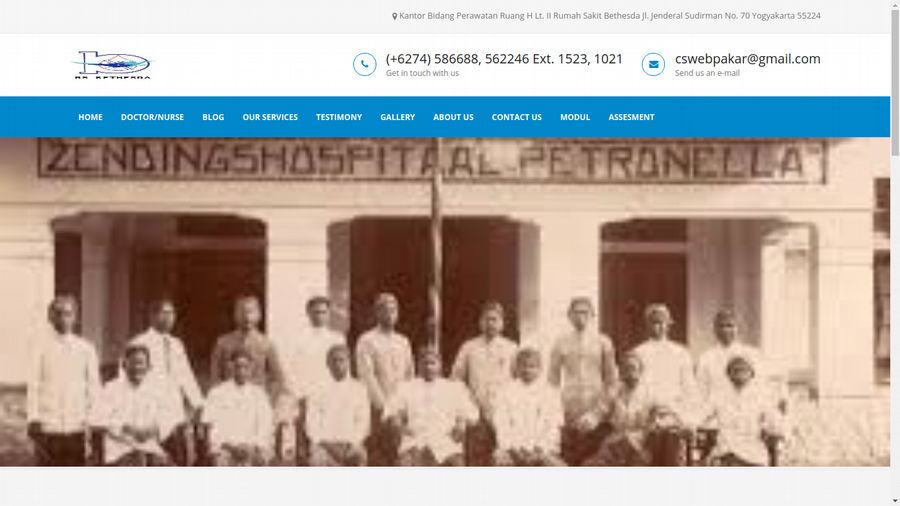 Kantor Bidang Perawatan Ruang H Lt. II Rumah Sakit Bethesda Jl. Jenderal Sudirman No. 70 Yogyakarta 55224
(+6274) 586688, 562246 Ext. 1523, 1021
Get in touch with us
cswebpakar@gmail.com
Send us an e-mail
RS BETHESDA
HOME DOCTOR/NURSE BLOG OUR SERVICES TESTIMONY GALLERY ABOUT US CONTACT US MODUL ASSESMENT
ZENDINGSHOSPITAAL "PETRONELLA"